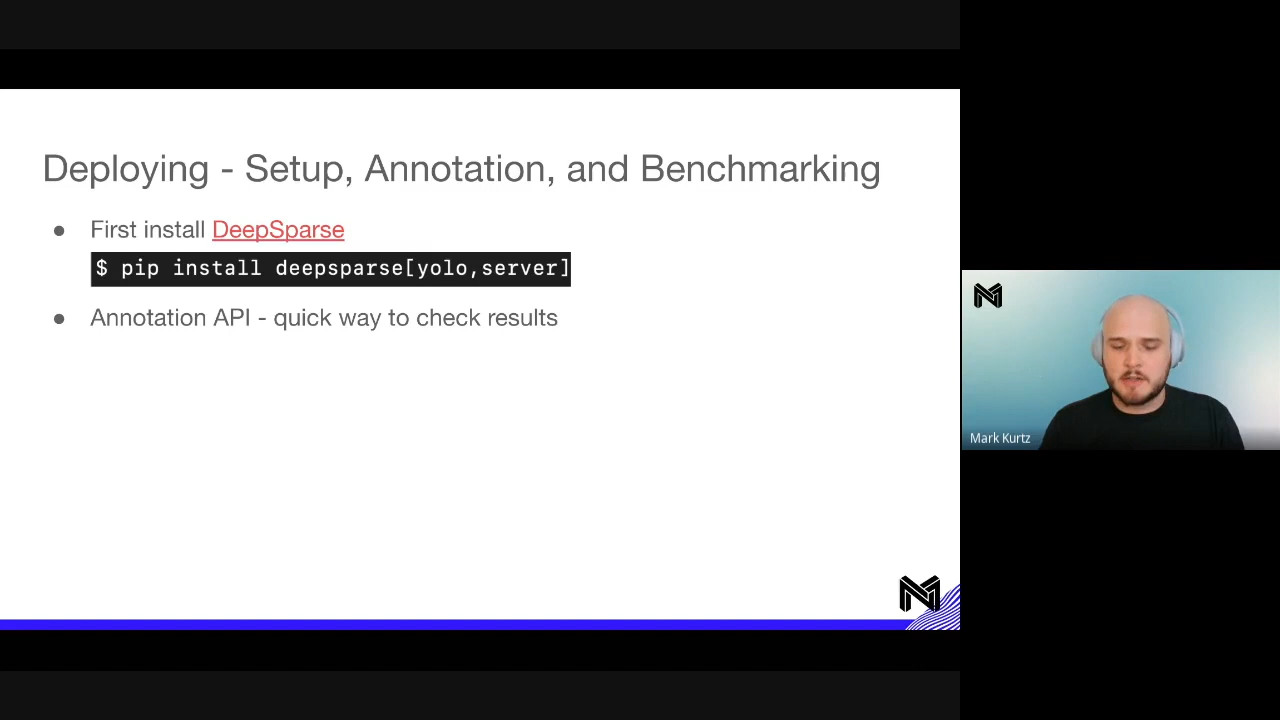 Deploying - Setup, Annotation, and Benchmarking
● First install DeepSparse
$ pip install deepsparse[yolo,server]
● Annotation API - quick way to check results
Mark Kurtz